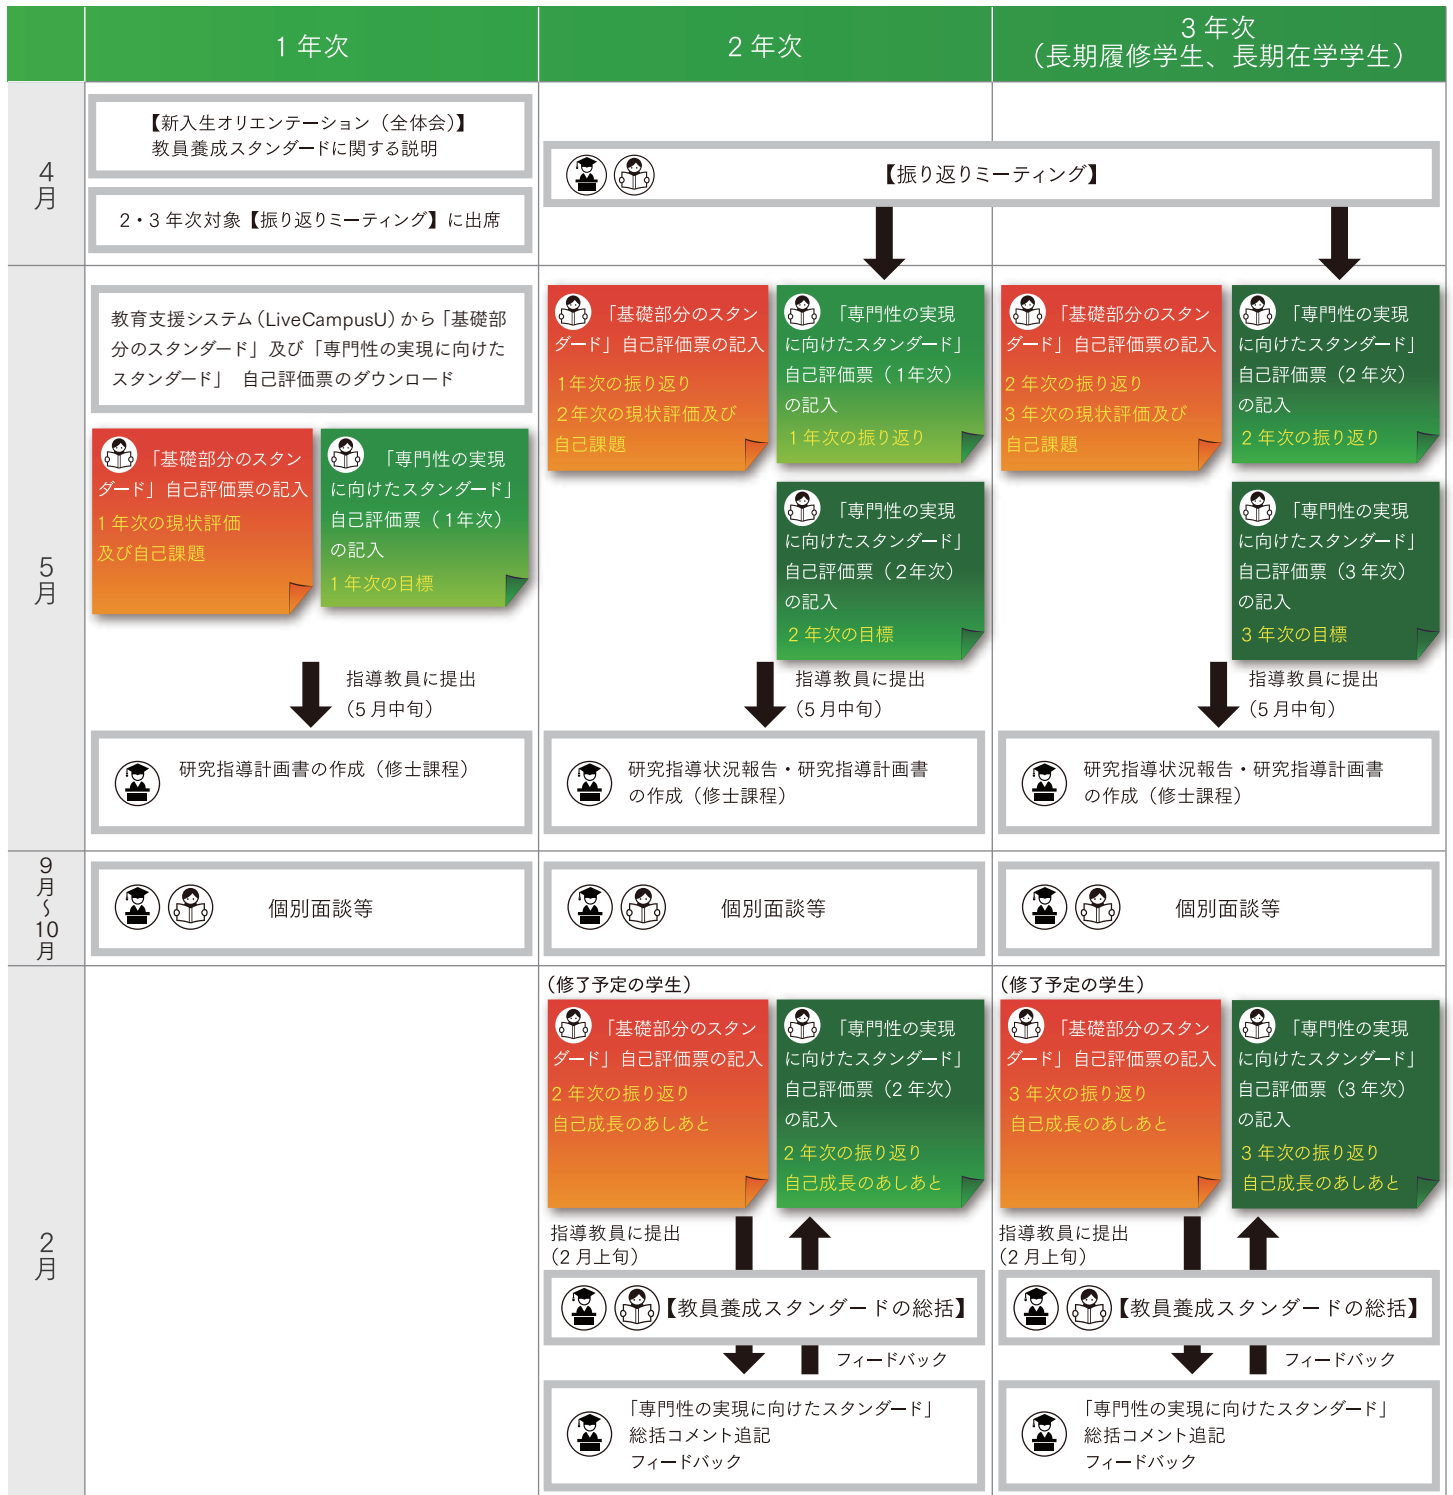 1 年次
2 年次
3 年次
（長期履修学生、長期在学学生）
4
月
【新入生オリエンテーション（全体会）】
教員養成スタンダードに関する説明
2・3 年次対象【振り返りミーティング】に出席
【振り返りミーティング】
5
月
教育支援システム（LiveCampusU）から「基礎部
分のスタンダード」及び「専門性の実現に向けた
スタンダード」 自己評価票のダウンロード
「基礎部分のスタン
ダード」自己評価票の記入
1 年次の現状評価
及び自己課題
「専門性の実現
に向けたスタンダード」
自己評価票（1年次）
の記入
1 年次の目標
指導教員に提出
（5 月中旬）
研究指導計画書の作成（修士課程）
「基礎部分のスタン
ダード」自己評価票の記入
1年次の振り返り
2年次の現状評価及び
自己課題
「専門性の実現
に向けたスタンダード」
自己評価票（1年次）
の記入
1 年次の振り返り
「専門性の実現
に向けたスタンダード」
自己評価票（2年次）
の記入
2 年次の目標
指導教員に提出
（5 月中旬）
研究指導状況報告・研究指導計画書
の作成（修士課程）
「基礎部分のスタン
ダード」自己評価票の記入
2 年次の振り返り
3 年次の現状評価及び
自己課題
「専門性の実現
に向けたスタンダード」
自己評価票（2 年次）
の記入
2 年次の振り返り
「専門性の実現
に向けたスタンダード」
自己評価票（3 年次）
の記入
3 年次の目標
指導教員に提出
（5 月中旬）
研究指導状況報告・研究指導計画書
の作成（修士課程）
9
月
〜
10
月
個別面談等
個別面談等
個別面談等
2
月
（修了予定の学生）
「基礎部分のスタン
ダード」自己評価票の記入
2 年次の振り返り
自己成長のあしあと
「専門性の実現
に向けたスタンダード」
自己評価票（2 年次）
の記入
2 年次の振り返り
自己成長のあしあと
指導教員に提出
（2 月上旬）
【教員養成スタンダードの総括】
フィードバック
「専門性の実現に向けたスタンダード」
総括コメント追記
フィードバック
（修了予定の学生）
「基礎部分のスタン
ダード」自己評価票の記入
3 年次の振り返り
自己成長のあしあと
「専門性の実現
に向けたスタンダード」
自己評価票（3 年次）
の記入
3 年次の振り返り
自己成長のあしあと
指導教員に提出
（2 月上旬）
【教員養成スタンダードの総括】
フィードバック
「専門性の実現に向けたスタンダード」
総括コメント追記
フィードバック